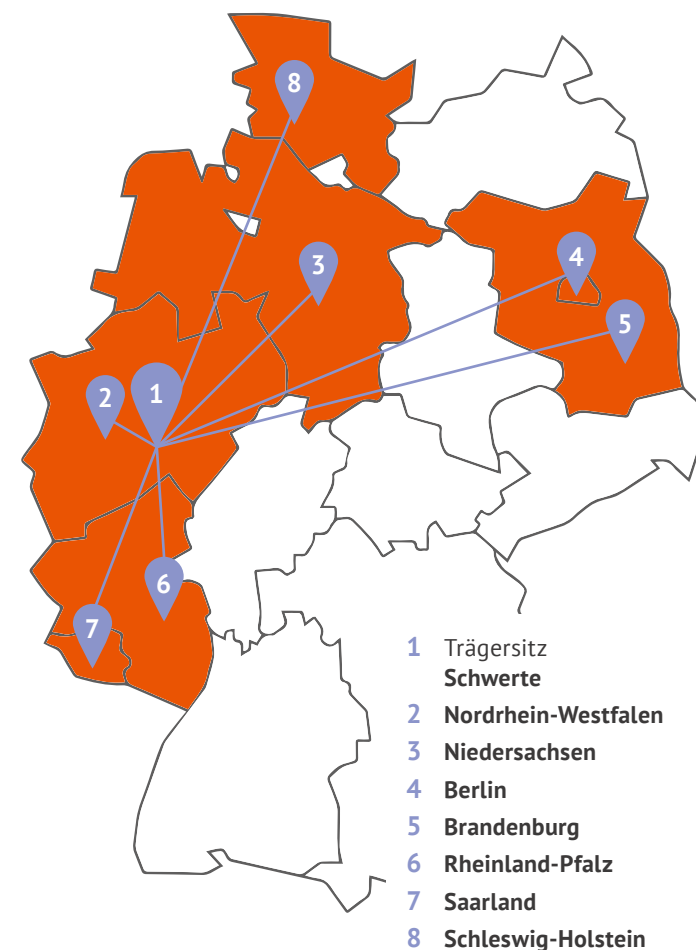 8
3
4
5
2
1
6
7
1 Trägersitz
Schwerte
2 Nordrhein-Westfalen
3 Niedersachsen
4 Berlin
5 Brandenburg
6 Rheinland-Pfalz
7 Saarland
8 Schleswig-Holstein